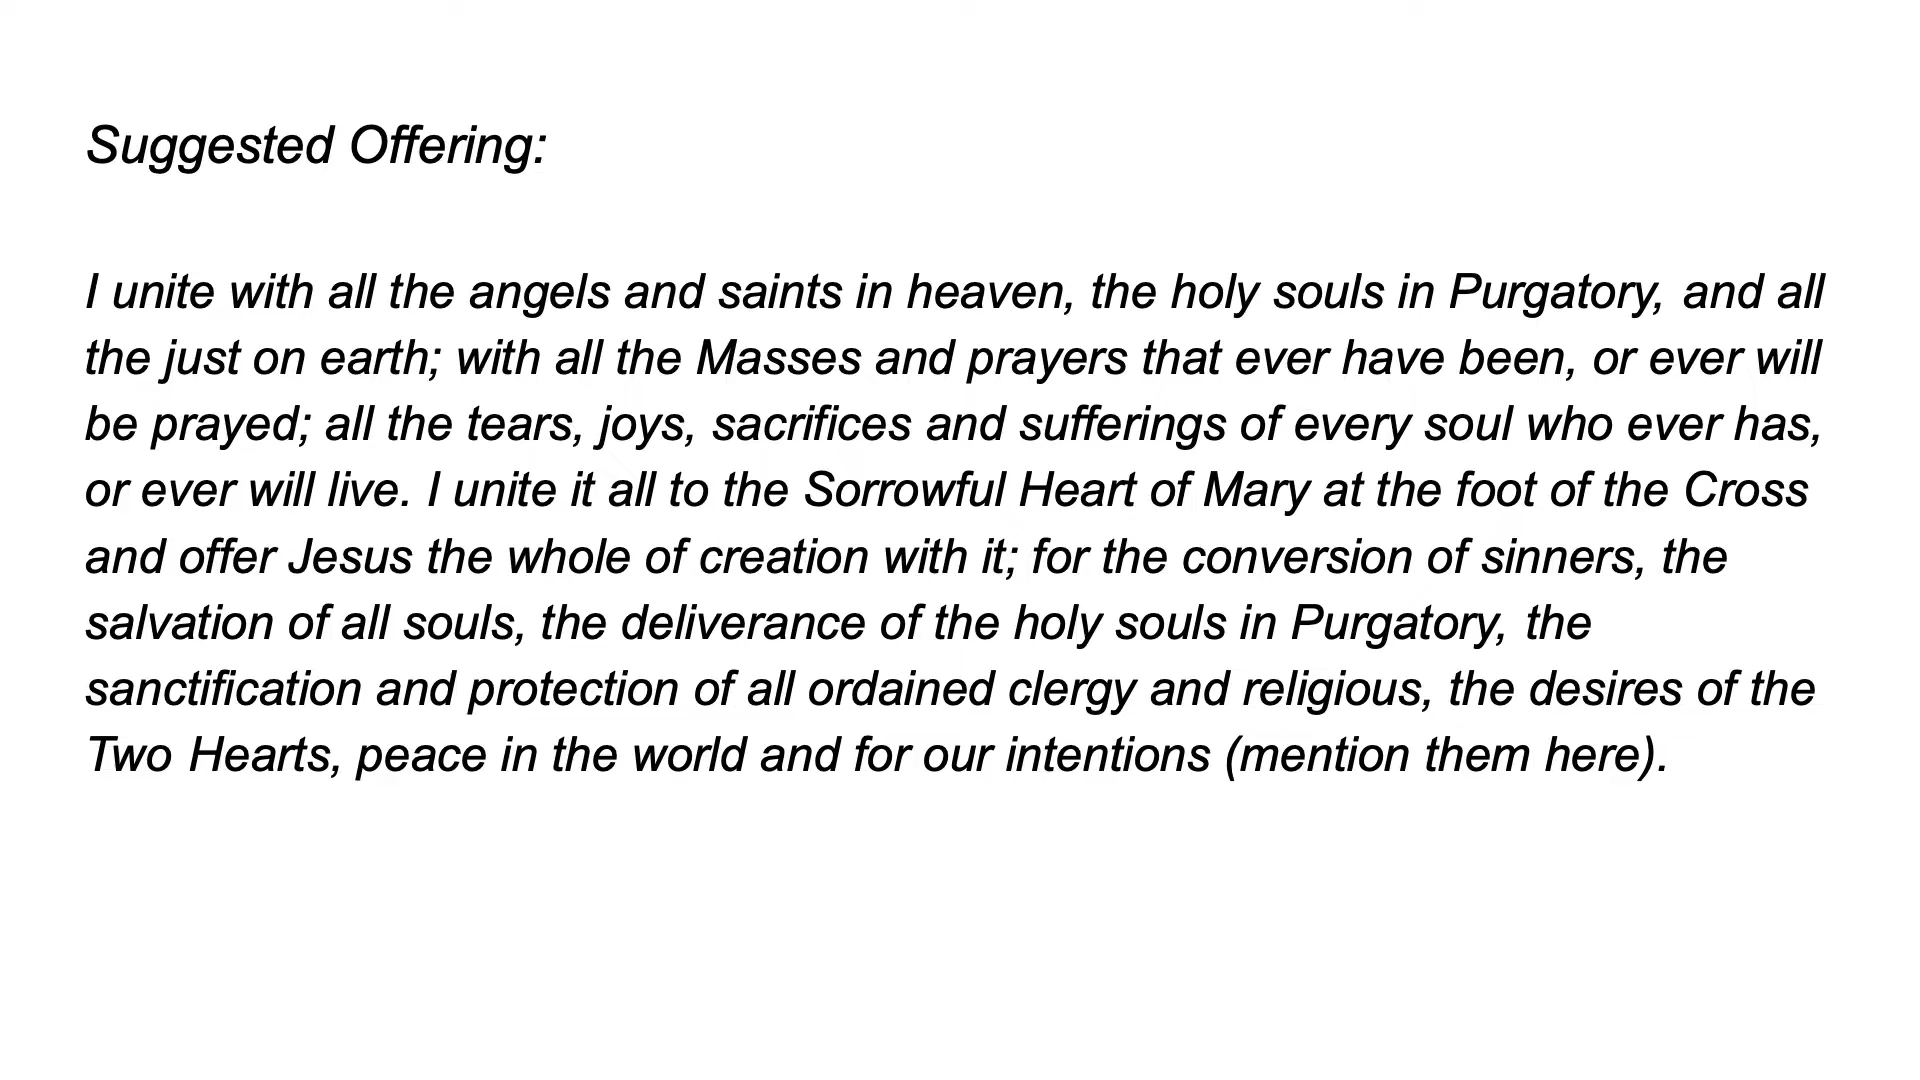 Suggested Offering:
I unite with all the angels and saints in heaven, the holy souls in Purgatory, and all
the just on earth; with all the Masses and prayers that ever have been, or ever will
be prayed; all the tears, joys, sacrifices and sufferings of every soul who ever has,
or ever will live. I unite it all to the Sorrowful Heart of Mary at the foot of the Cross
and offer Jesus the whole of creation with it; for the conversion of sinners, the
salvation of all souls, the deliverance of the holy souls in Purgatory, the
sanctification and protection of all ordained clergy and religious, the desires of the
Two Hearts, peace in the world and for our intentions (mention them here).